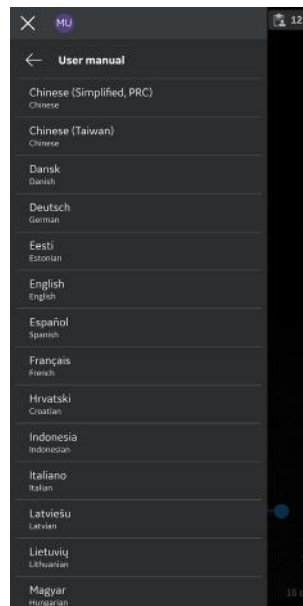 MU
12
User manual
Chinese (Simplified, PRC)
Chinese
Chinese (Taiwan)
Chinese
Dansk
Danish
Deutsch
German
Eesti
Estonian
English
English
Español
Spanish
Français
French
Hrvatski
Croatian
Indonesia
Indonesian
Italiano
Italian
Latviešu
Latvian
Lietuvių
Lithuanian
Magyar
Hungarian